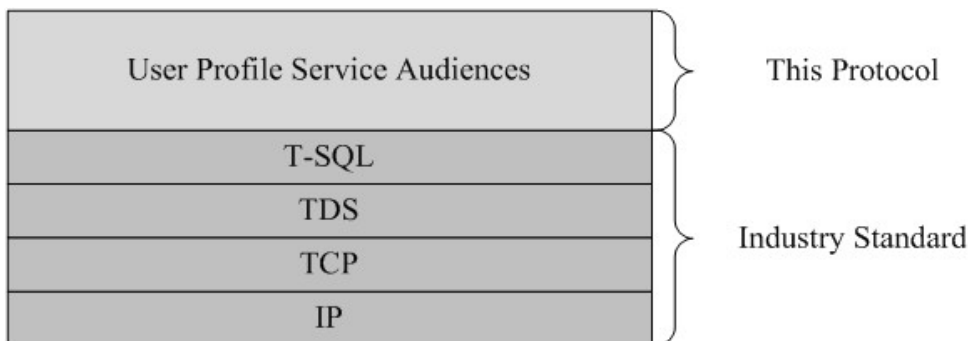 User Profile Service Audiences
This Protocol
T-SQL
TDS
Industry Standard
TCP
IP